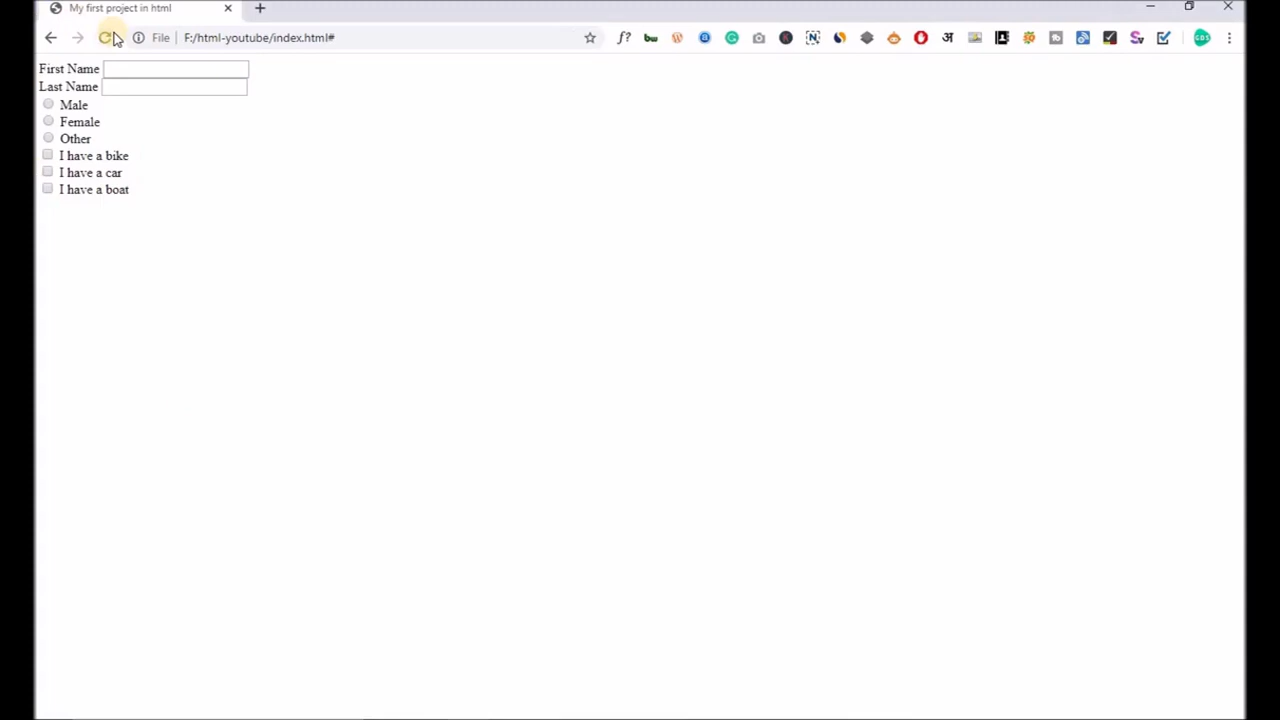 My first project in html
File F:/html-youtube/index.html#
First Name
Last Name
Male
Female
Other
I have a bike
I have a car
I have a boat